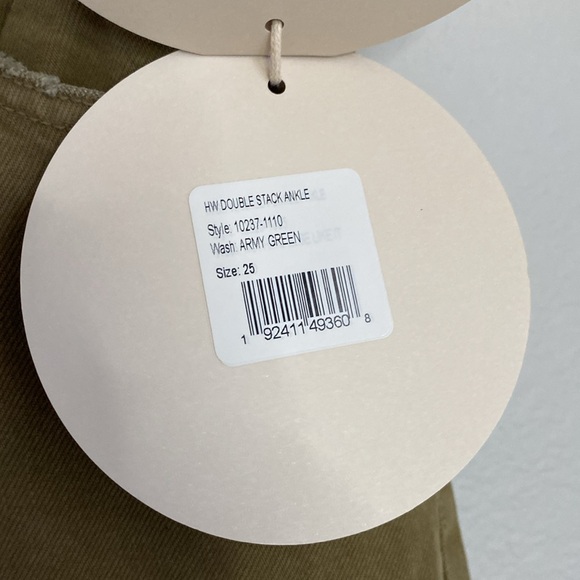 HW DOUBLE STACK ANKLE
Style: 10237-1110
Wash: ARMY GREEN
Size: 25
1 92411 49360 8